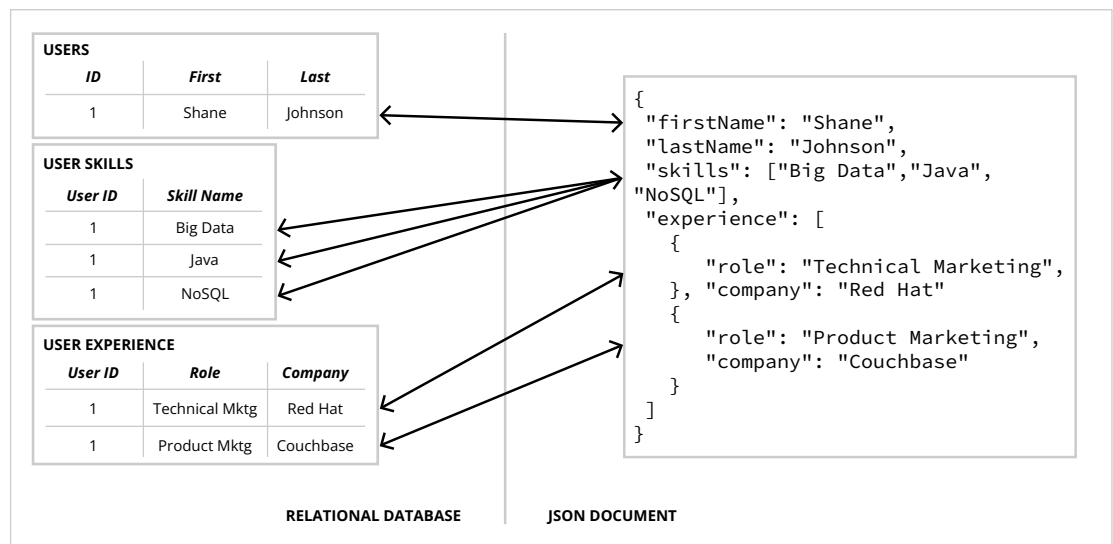 USERS
ID First Last
1 Shane Johnson
USER SKILLS
User ID Skill Name
1 Big Data
1 Java
1 NoSQL
USER EXPERIENCE
User ID Role Company
1 Technical Mktg Red Hat
1 Product Mktg Couchbase
RELATIONAL DATABASE
{
"firstName": "Shane",
"lastName": "Johnson",
"skills": ["Big Data","Java",
"NoSQL"],
"experience": [
{
"role": "Technical Marketing",
}, "company": "Red Hat"
{
"role": "Product Marketing",
"company": "Couchbase"
}
]
}
JSON DOCUMENT